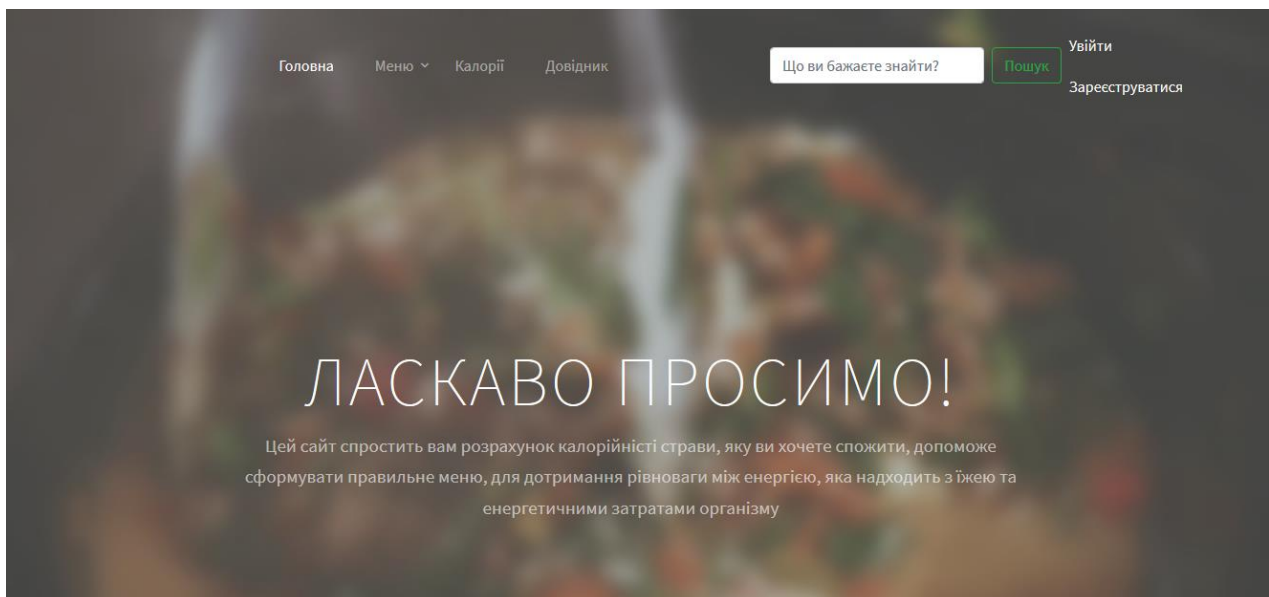 Головна Меню Калорії Довідник Що ви бажаєте знайти? Пошук Увійти
Зареєструватися
ЛАСКАВО ПРОСИМО!
Цей сайт спростить вам розрахунок калорійністі страви, яку ви хочете спожити, допоможе
сформувати правильне меню, для дотримання рівноваги між енергією, яка надходить з їжею та
енергетичними затратами організму